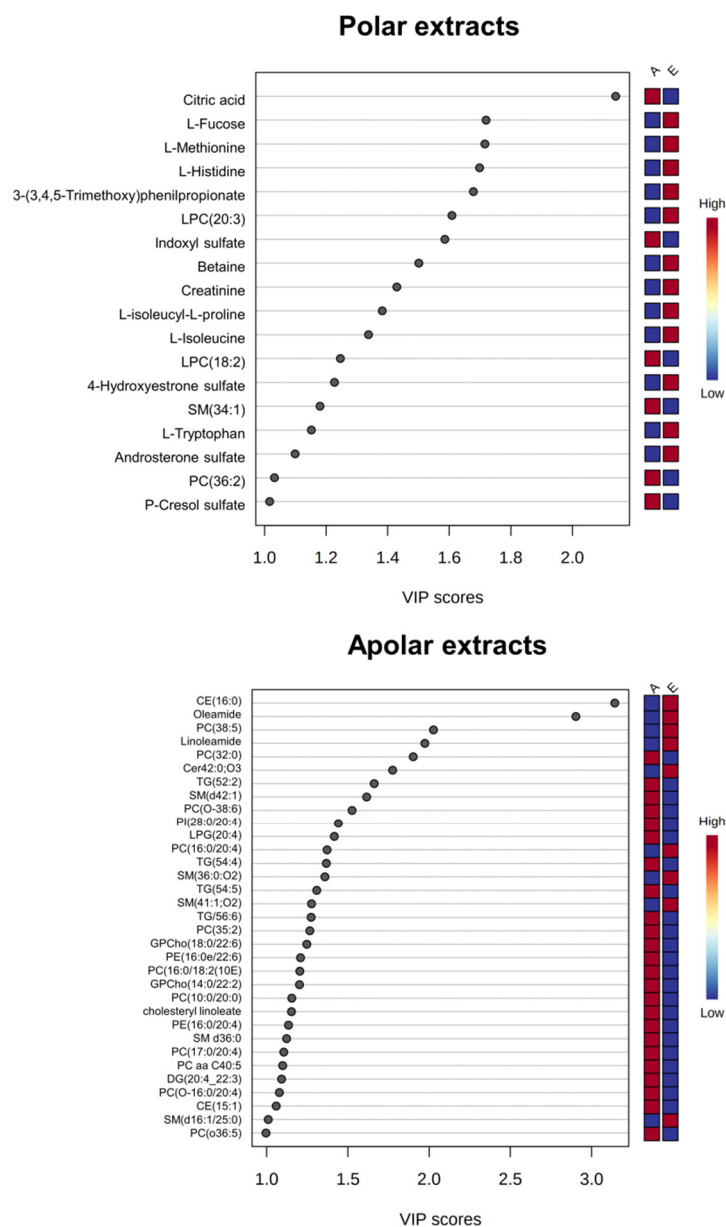 Polar extracts
A E
Citric acid
L-Fucose
L-Methionine
L-Histidine
3-(3,4,5-Trimethoxy)phenilpropionate
LPC(20:3)
Indoxyl sulfate
Betaine
Creatinine
L-isoleucyl-L-proline
L-Isoleucine
LPC(18:2)
4-Hydroxyestrone sulfate
SM(34:1)
L-Tryptophan
Androsterone sulfate
PC(36:2)
P-Cresol sulfate
High
Low
1.0 1.2 1.4 1.6 1.8 2.0
VIP scores
Apolar extracts
A E
CE(16:0)
Oleamide
PC(38:5)
Linoleamide
PC(32:0)
Cer42:0;O3
TG(52:2)
SM(d42:1)
PC(O-38:6)
PI(28:0/20:4)
LPG(20:4)
PC(16:0/20:4)
TG(54:4)
SM(36:0:O2)
TG(54:5)
SM(41:1;O2)
TG/56:6)
PC(35:2)
GPCho(18:0/22:6)
PE(16:0e/22:6)
PC(16:0/18:2(10E)
GPCho(14:0/22:2)
PC(10:0/20:0)
cholesteryl linoleate
PE(16:0/20:4)
SM d36:0
PC(17:0/20:4)
PC aa C40:5
DG(20:4_22:3)
PC(O-16:0/20:4)
CE(15:1)
SM(d16:1/25:0)
PC(o36:5)
High
Low
1.0 1.5 2.0 2.5 3.0
VIP scores